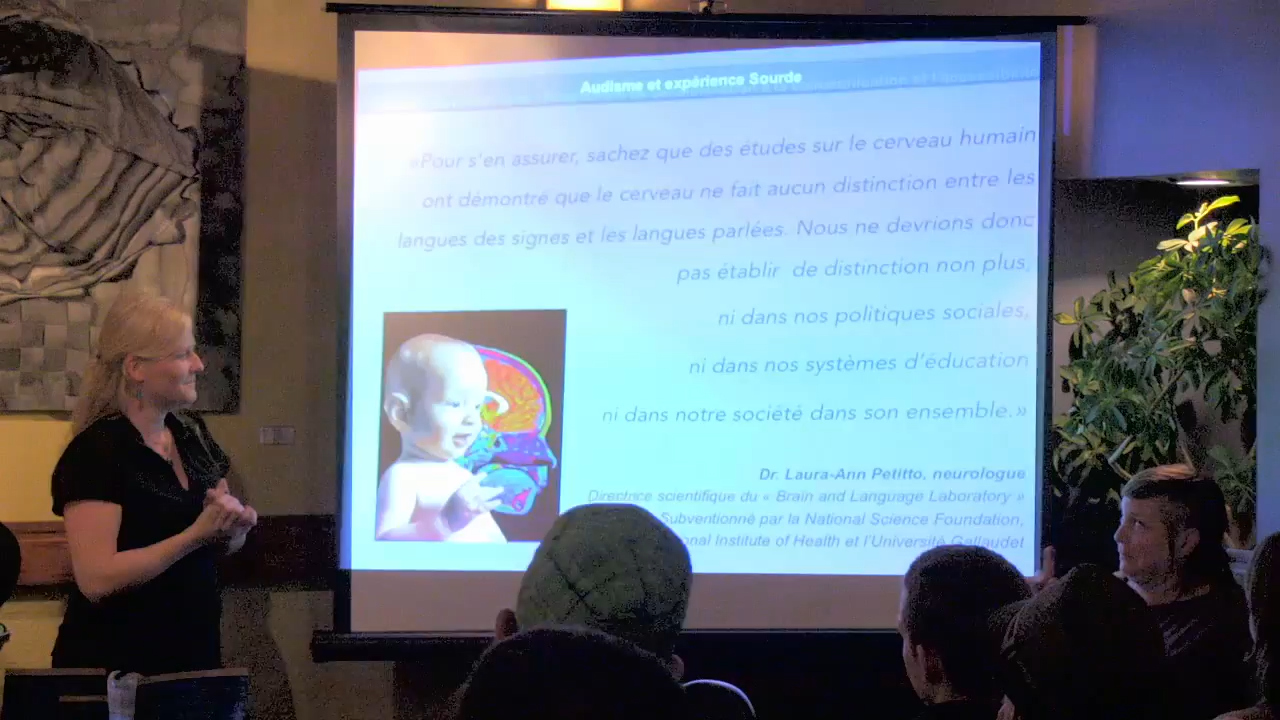 Audisme et expérience Sourde
«Pour s'en assurer, sachez que des études sur le cerveau humain
ont démontré que le cerveau ne fait aucun distinction entre les
langues des signes et les langues parlées. Nous ne devrions donc
pas établir de distinction non plus,
ni dans nos politiques sociales,
ni dans nos systèmes d'éducation
ni dans notre société dans son ensemble.»
Dr. Laura-Ann Petitto, neurologue
Directrice scientifique du « Brain and Language Laboratory »
Subventionné par la National Science Foundation,
Institute of Health et l'Université Gallaudet